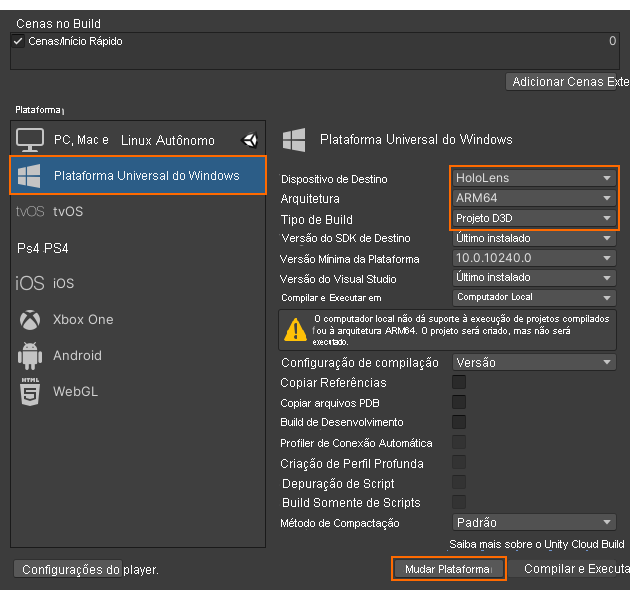 Cenas no Build
Cenas/Início Rápido 0
Adicionar Cenas Exte
Plataforma
PC, Mac e Linux Autônomo
Plataforma Universal do Windows
tvOS tvOS
Ps4 PS4
iOS iOS
Xbox One
Android
HTML
WebGL
Plataforma Universal do Windows
Dispositivo de Destino HoloLens
Arquitetura ARM64
Tipo de Build Projeto D3D
Versão do SDK de Destino Último instalado
Versão Mínima da Plataforma 10.0.10240.0
Versão do Visual Studio Último instalado
Compilar e Executar em Computador Local
O computador local não dá suporte à execução de projetos compilados
ou à arquitetura ARM64. O projeto será criado, mas não será
executado.
Configuração de compilação Versão
Copiar Referências
Copiar arquivos PDB
Build de Desenvolvimento
Profiler de Conexão Automática
Criação de Perfil Profunda
Depuração de Script
Build Somente de Scripts
Método de Compactação Padrão
Saiba mais sobre o Unity Cloud Build
Configurações do player.
Mudar Plataforma
Compilar e Executa